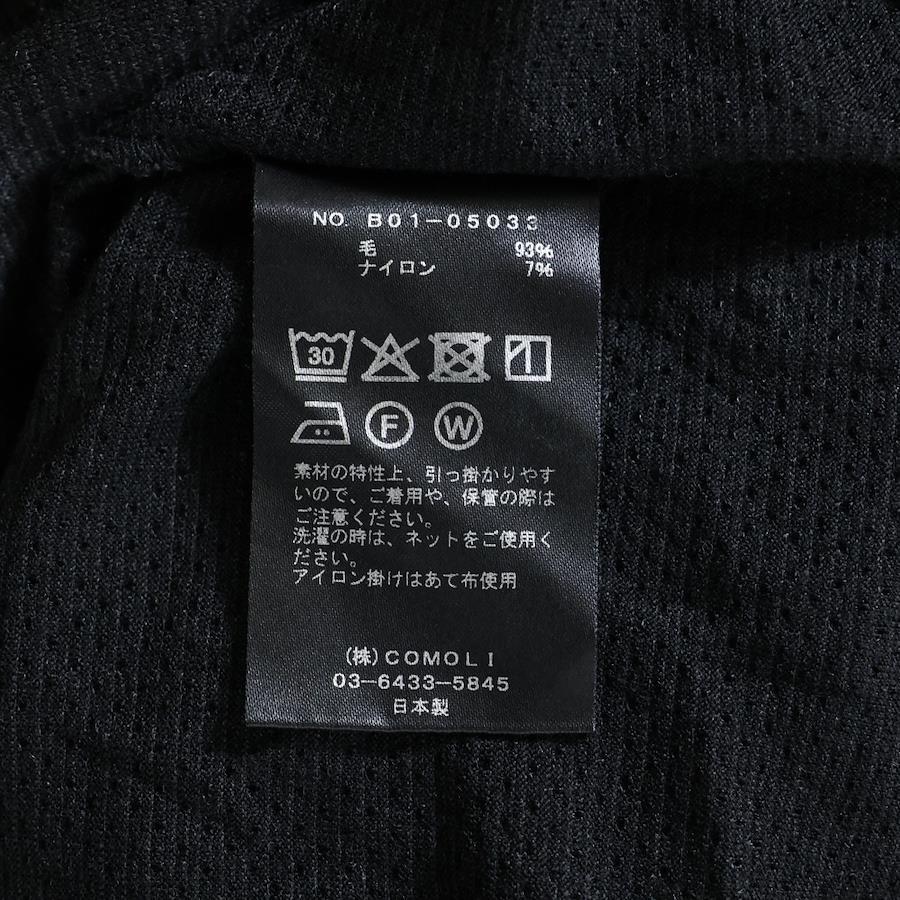 NO. B01-05033
毛 93%
ナイロン 7%
30
F W
素材の特性上、引っ掛かりやす
いので、ご着用や、保管の際は
ご注意ください。
洗濯の時は、ネットをご使用く
ださい。
アイロン掛けはあて布使用
(株)COMOLI
03-6433-5845
日本製